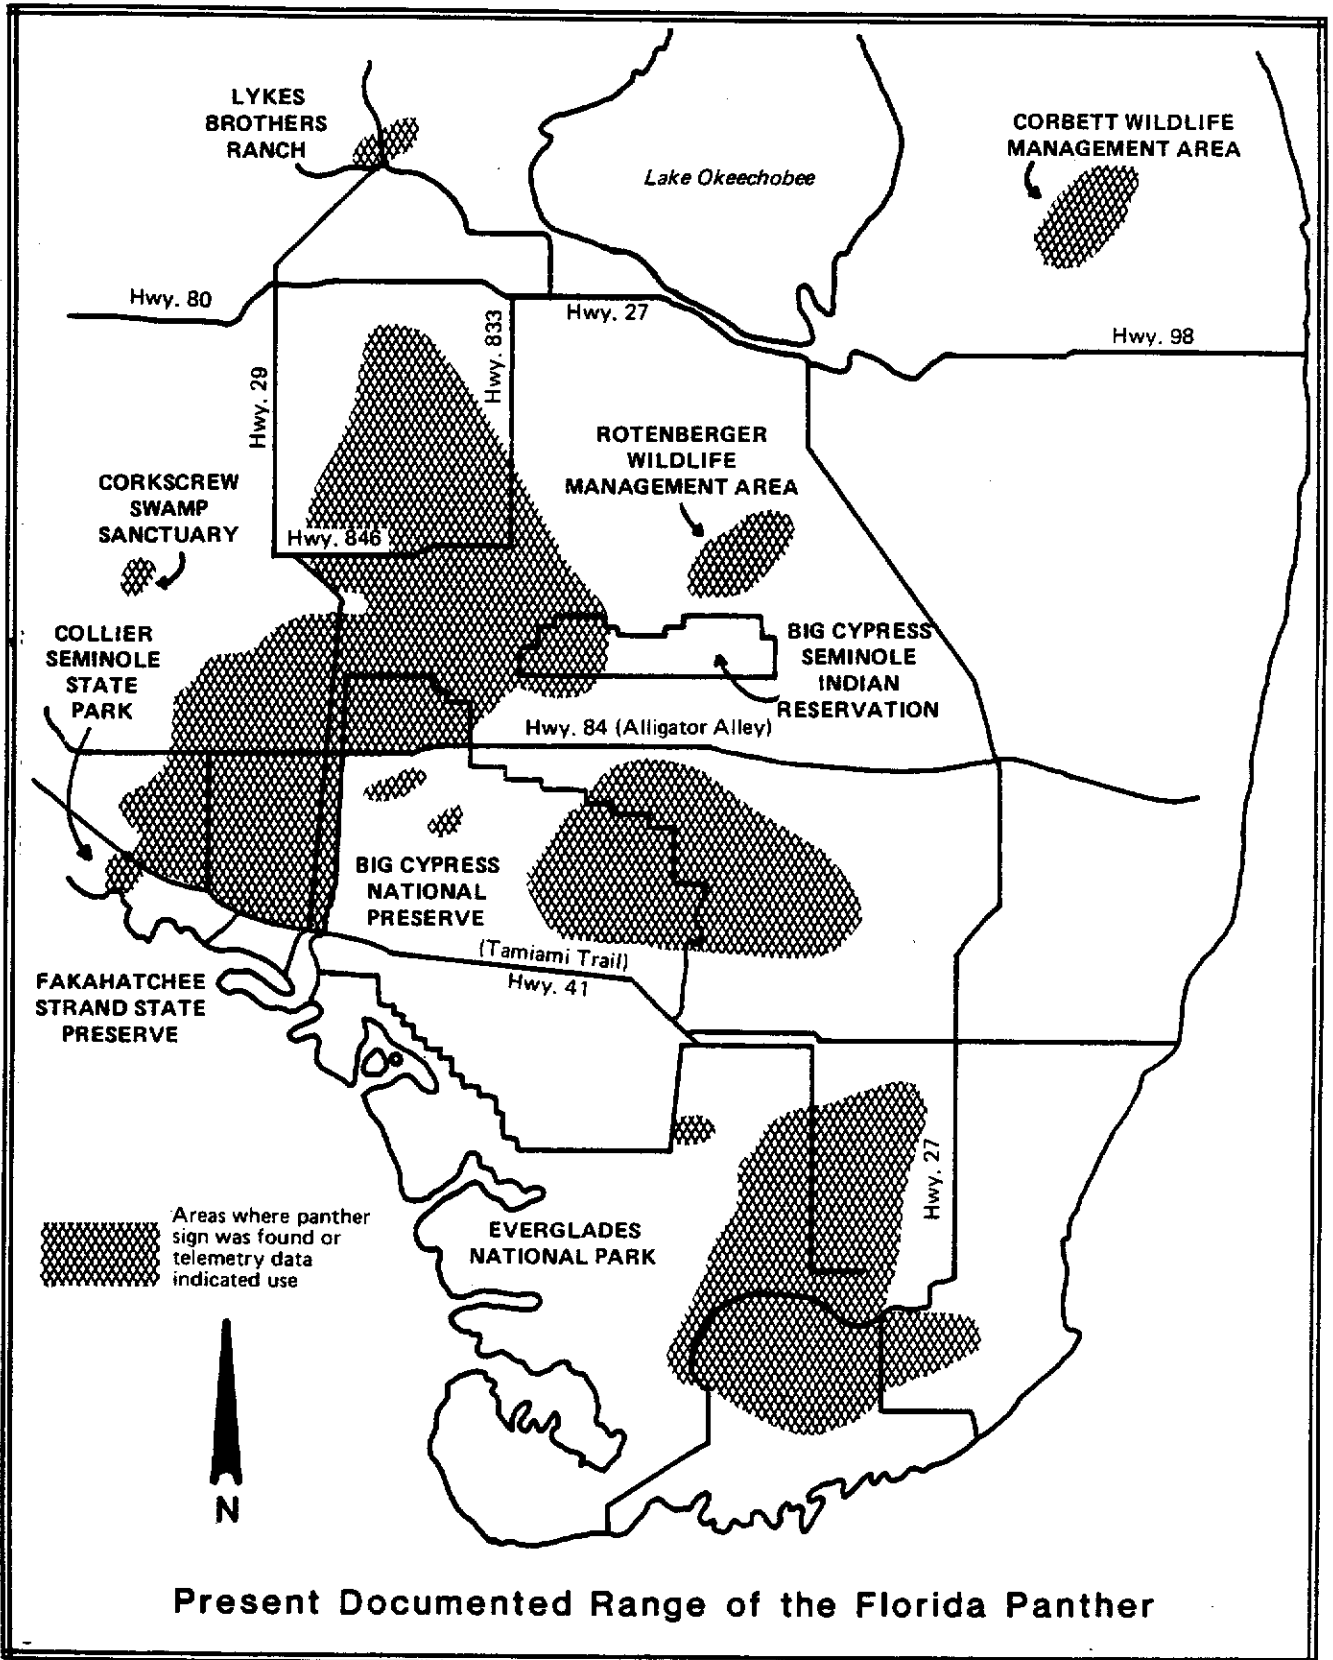 LYKES
BROTHERS
RANCH
Lake Okeechobee
CORBETT WILDLIFE
MANAGEMENT AREA
Hwy. 80
Hwy. 27
Hwy. 98
Hwy. 833
Hwy. 29
ROTENBERGER
WILDLIFE
MANAGEMENT AREA
CORKSCREW
SWAMP
SANCTUARY
Hwy. 846
COLLIER
SEMINOLE
STATE
PARK
BIG CYPRESS
SEMINOLE
INDIAN
RESERVATION
Hwy. 84 (Alligator Alley)
BIG CYPRESS
NATIONAL
PRESERVE
(Tamiami Trail)
Hwy. 41
FAKAHATCHEE
STRAND STATE
PRESERVE
Hwy. 27
EVERGLADES
NATIONAL PARK
Areas where panther
sign was found or
telemetry data
indicated use
N
Present Documented Range of the Florida Panther